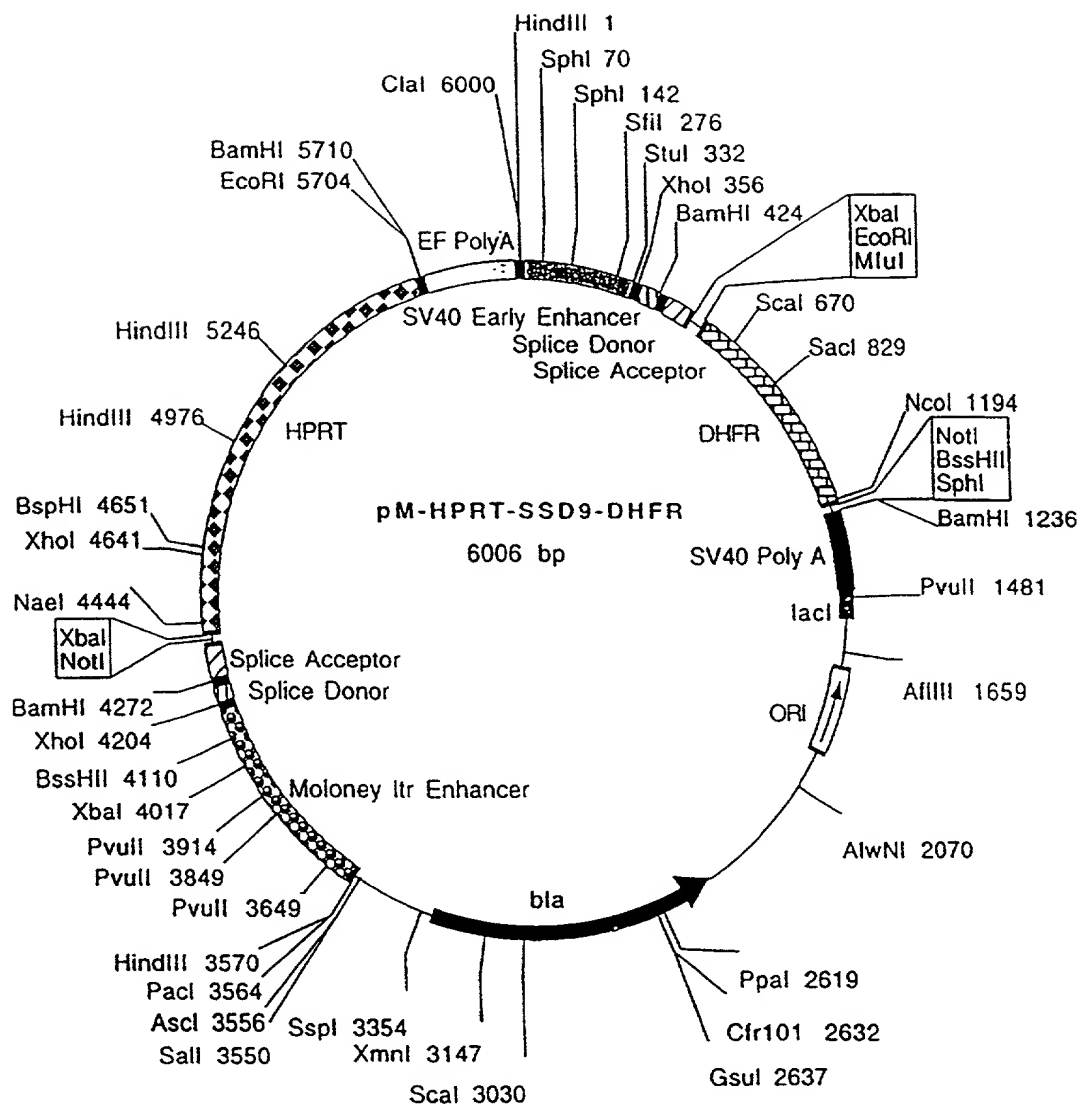 HindIII 1
SphI 70
ClaI 6000
SphI 142
SfiI 276
BamHI 5710
StuI 332
EcoRI 5704
XhoI 356
BamHI 424
XbaI
EcoRI
MluI
EF PolyA
ScaI 670
HindIII 5246
SV40 Early Enhancer
Splice Donor
Splice Acceptor
SacI 829
HindIII 4976
HPRT
DHFR
NcoI 1194
NotI
BssHII
SphI
BspHI 4651
pM-HPRT-SSD9-DHFR
BamHI 1236
XhoI 4641
6006 bp
SV40 Poly A
NaeI 4444
PvuII 1481
lacI
XbaI
NotI
Splice Acceptor
Splice Donor
AflIII 1659
BamHI 4272
ORI
XhoI 4204
BssHII 4110
Moloney ltr Enhancer
XbaI 4017
PvuII 3914
AlwNI 2070
PvuII 3849
PvuII 3649
bla
HindIII 3570
PacI 3564
PpaI 2619
AscI 3556
SspI 3354
Cfr101 2632
SalI 3550
XmnI 3147
GsuI 2637
ScaI 3030